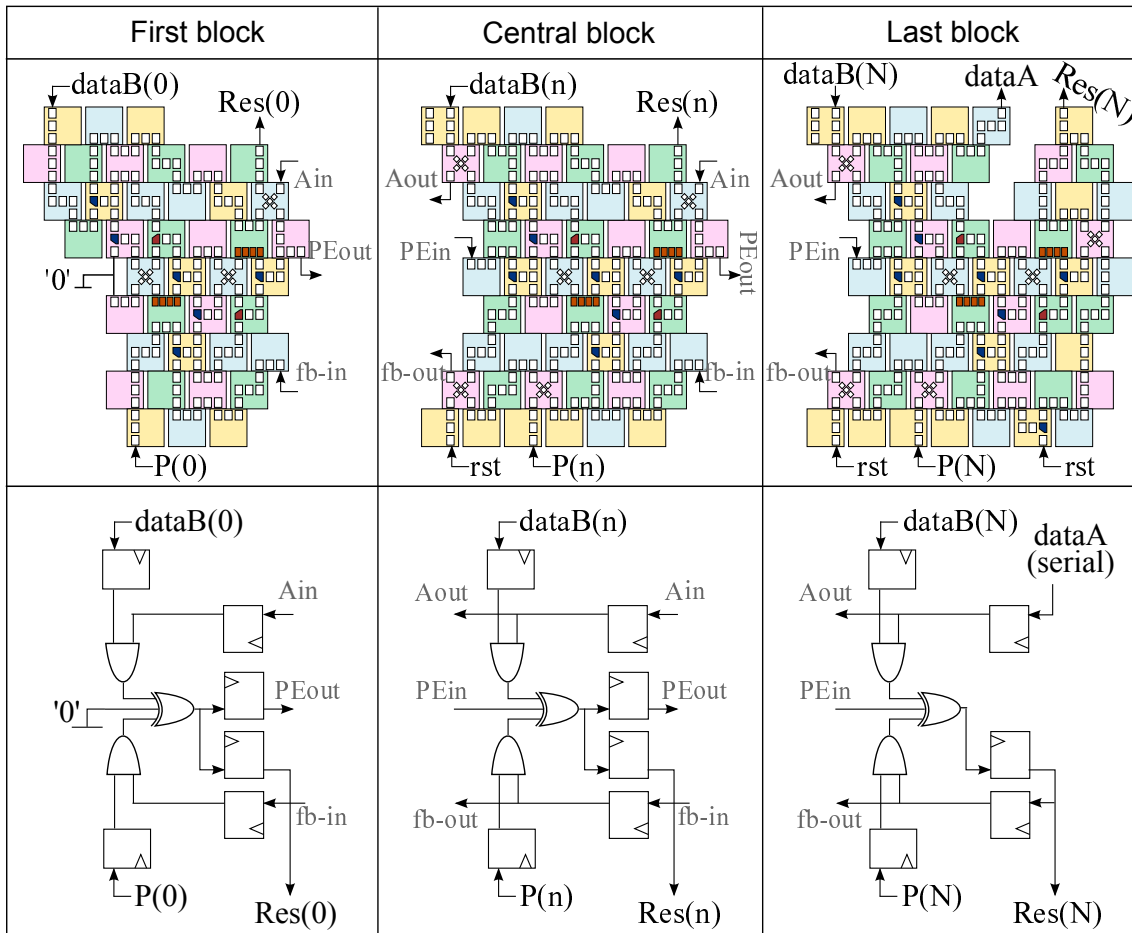 First block
Central block
Last block
dataB(0)
Res(0)
Ain
PEout
'0'
fb-in
P(0)
dataB(n)
Res(n)
Aout
Ain
PEin
PEout
fb-out
fb-in
rst
P(n)
dataB(N)
dataA
Res(N)
Aout
PEin
fb-out
rst
P(N)
rst
dataB(0)
Ain
PEout
'0'
fb-in
P(0)
Res(0)
dataB(n)
Aout
Ain
PEin
PEout
fb-out
fb-in
P(n)
Res(n)
dataB(N)
dataA
(serial)
Aout
PEin
fb-out
P(N)
Res(N)